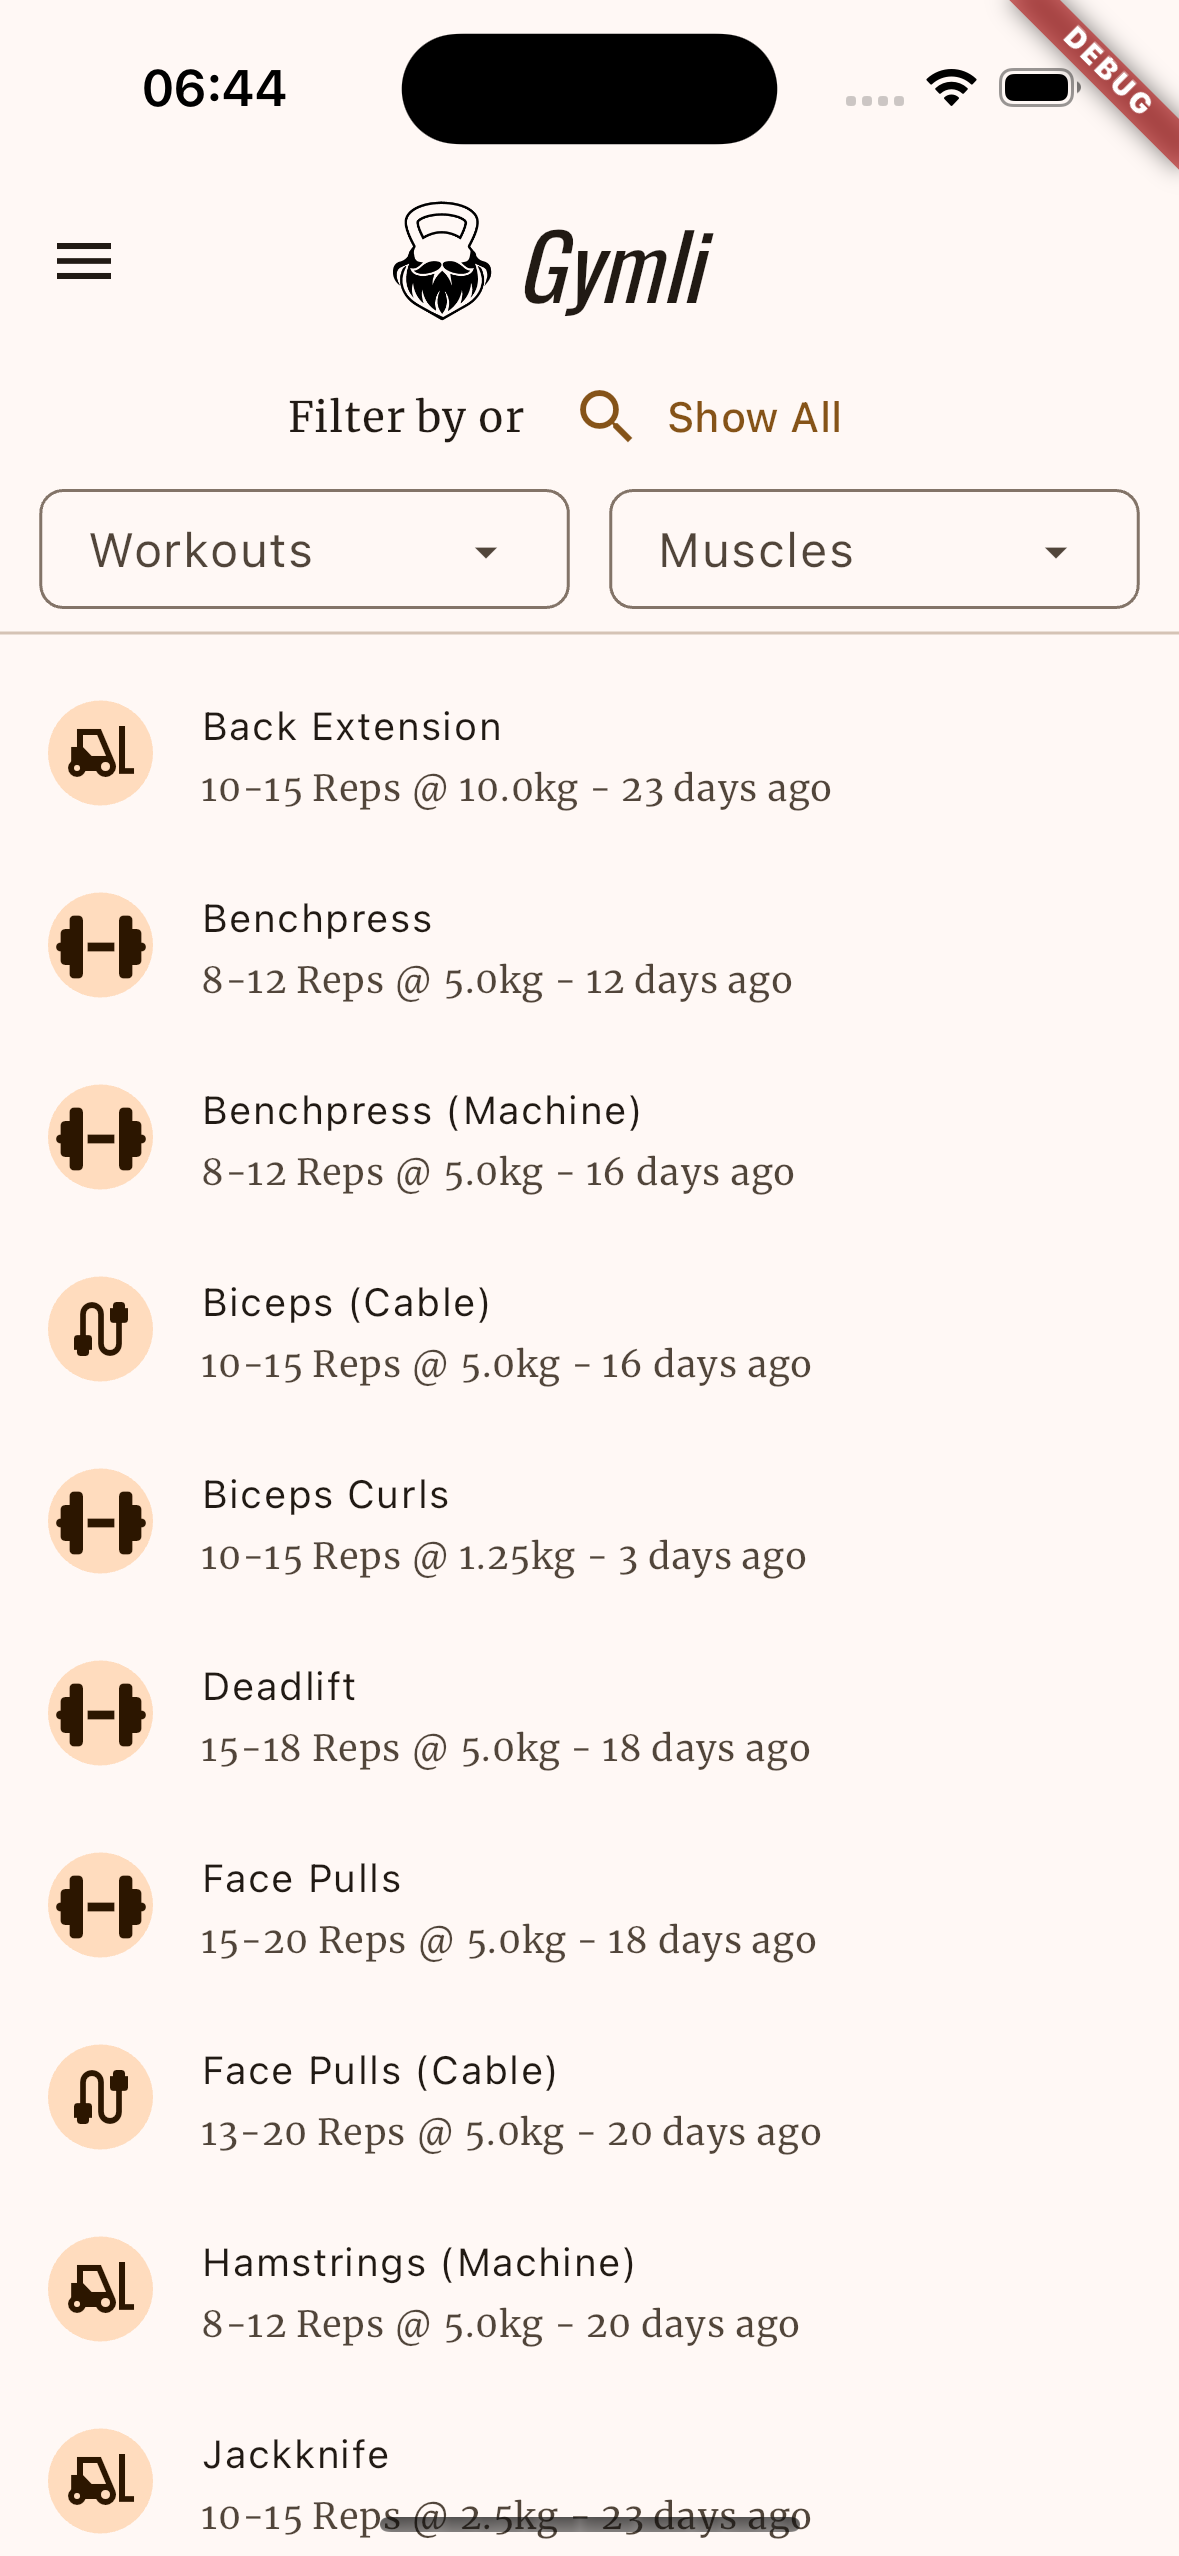 06:44
DEBUG
Gymli
Filter by or Show All
Workouts Muscles
Back Extension
10-15 Reps @ 10.0kg - 23 days ago
Benchpress
8-12 Reps @ 5.0kg - 12 days ago
Benchpress (Machine)
8-12 Reps @ 5.0kg - 16 days ago
Biceps (Cable)
10-15 Reps @ 5.0kg - 16 days ago
Biceps Curls
10-15 Reps @ 1.25kg - 3 days ago
Deadlift
15-18 Reps @ 5.0kg - 18 days ago
Face Pulls
15-20 Reps @ 5.0kg - 18 days ago
Face Pulls (Cable)
13-20 Reps @ 5.0kg - 20 days ago
Hamstrings (Machine)
8-12 Reps @ 5.0kg - 20 days ago
Jackknife
10-15 Reps @ 2.5kg - 23 days ago